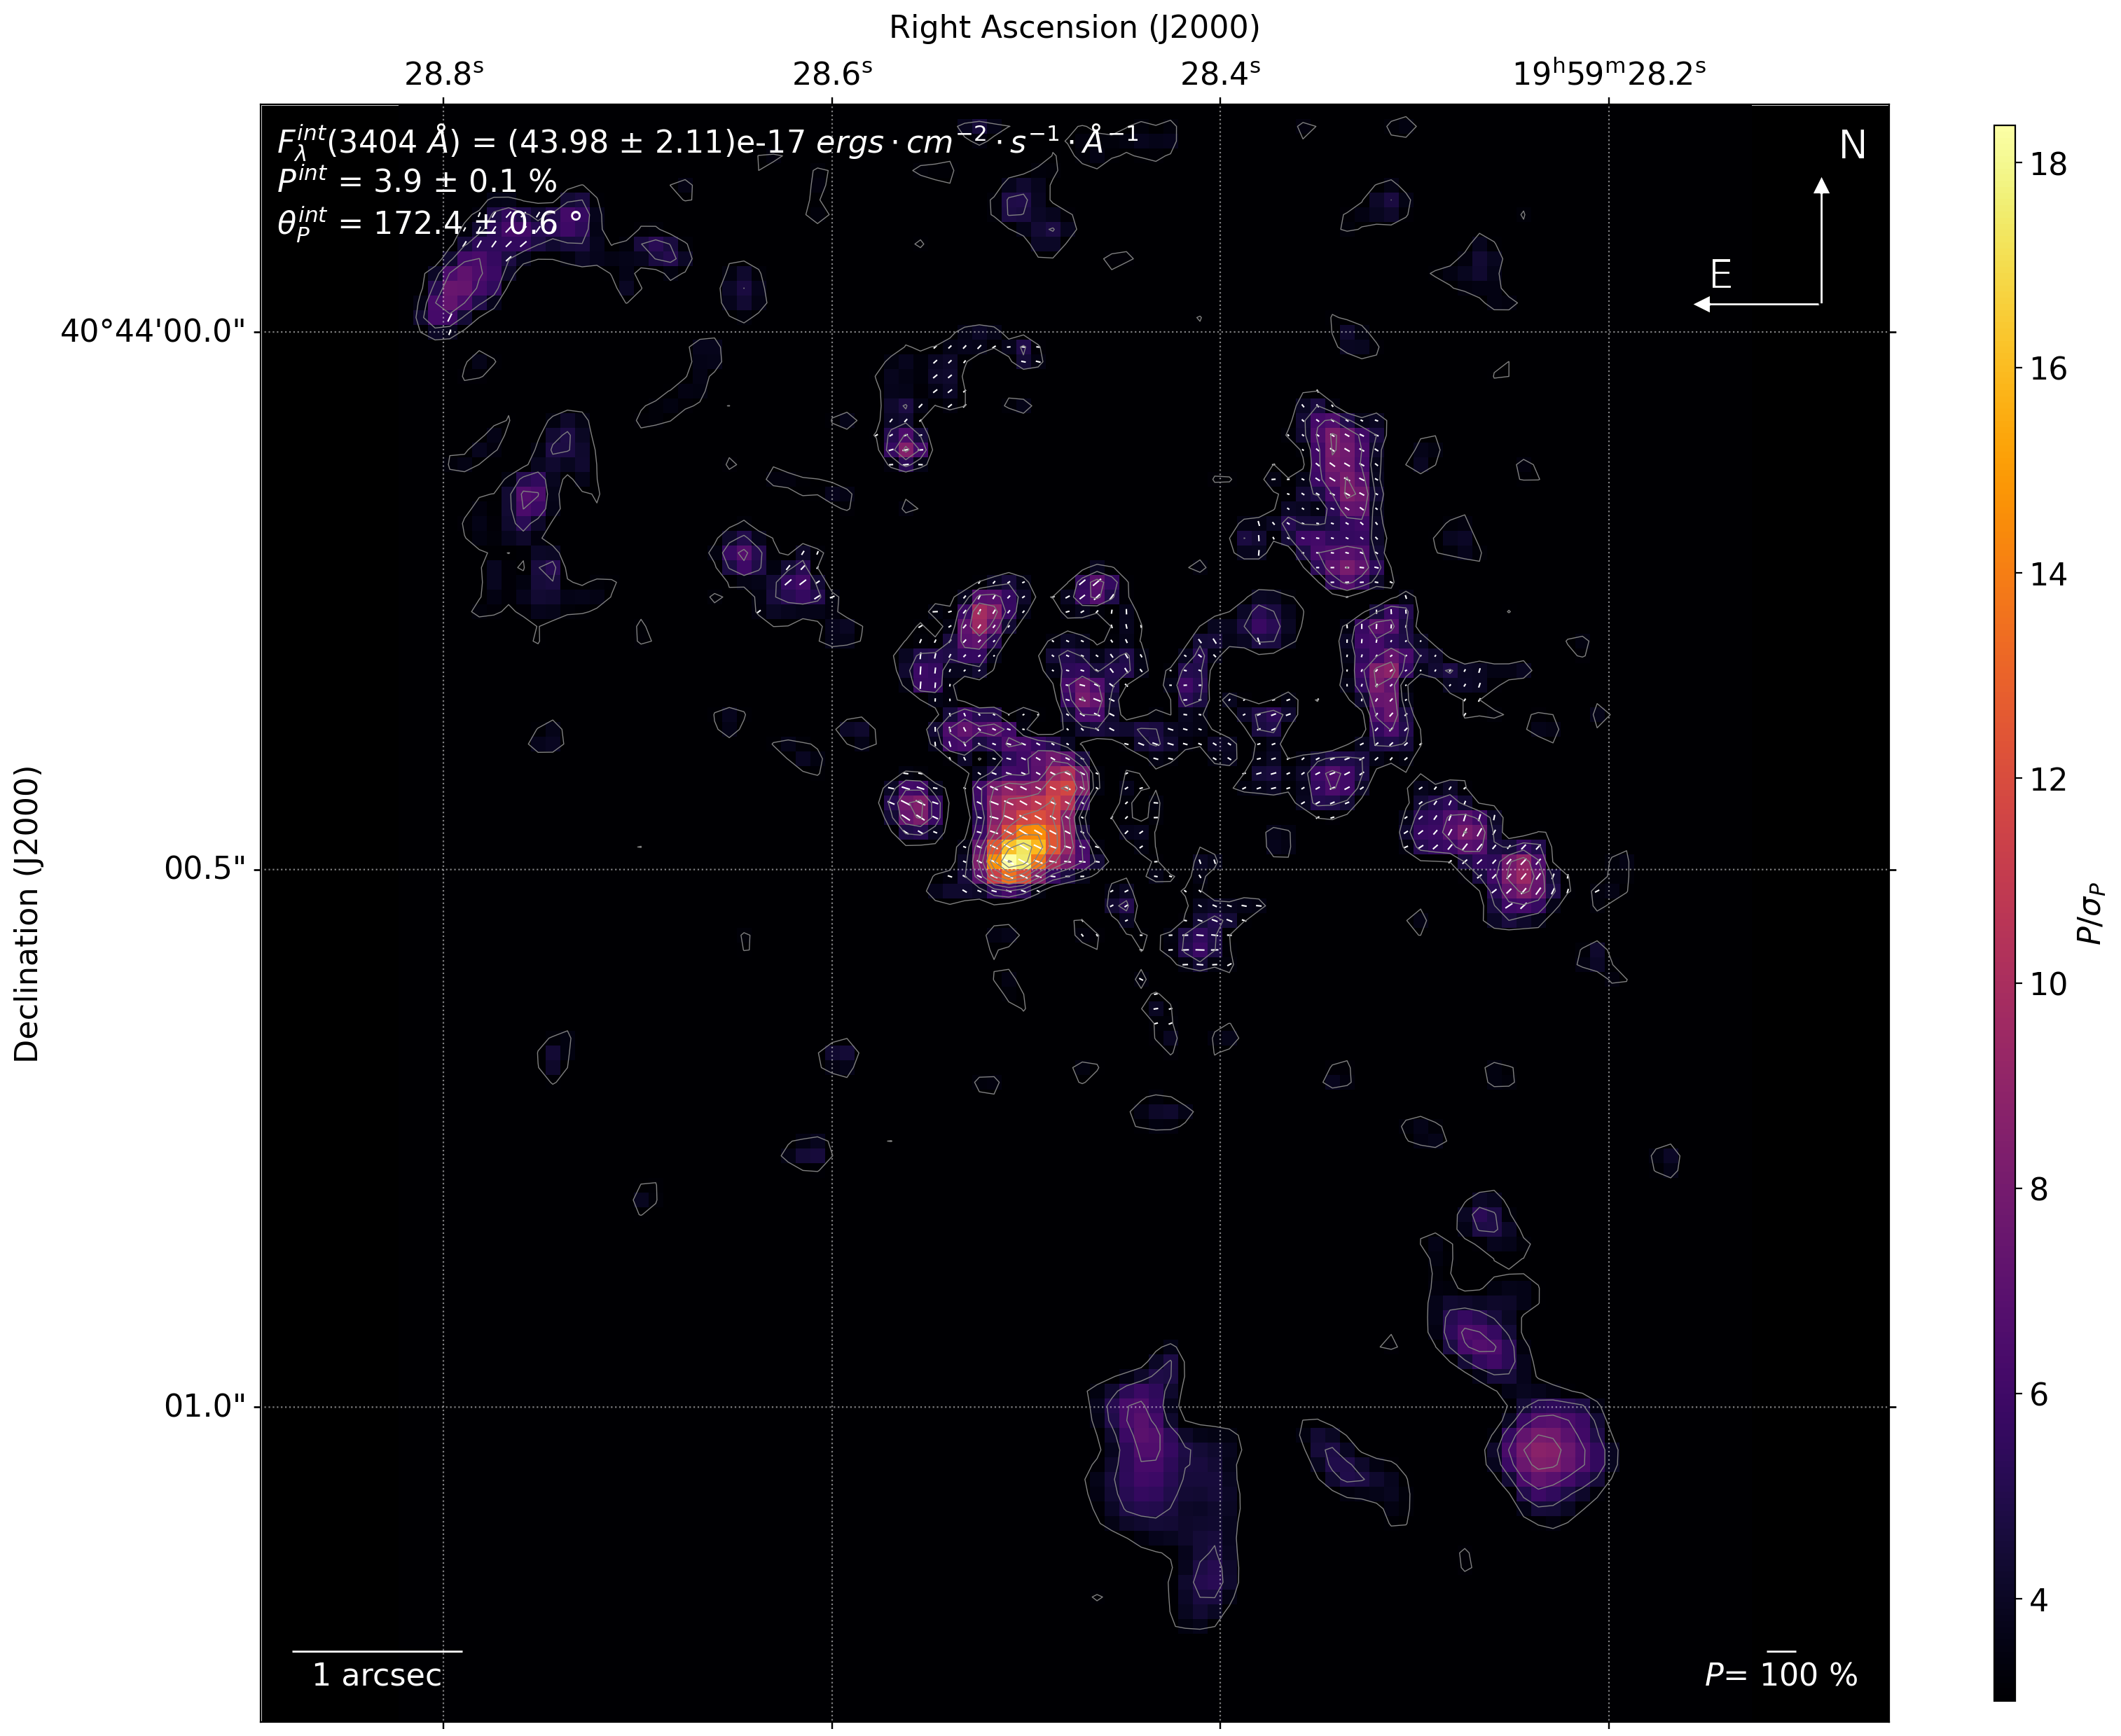 Right Ascension (J2000)
28.8ˢ 28.6ˢ 28.4ˢ 19ʰ59ᵐ28.2ˢ
F_λ^int(3404 Å) = (43.98 ± 2.11)e-17 ergs · cm⁻² · s⁻¹ · Å⁻¹
P^int = 3.9 ± 0.1 %
θ_P^int = 172.4 ± 0.6 °
N
E
40°44'00.0"
00.5"
01.0"
Declination (J2000)
1 arcsec
P= 100 %
18
16
14
12
10
8
6
4
P/σ_P